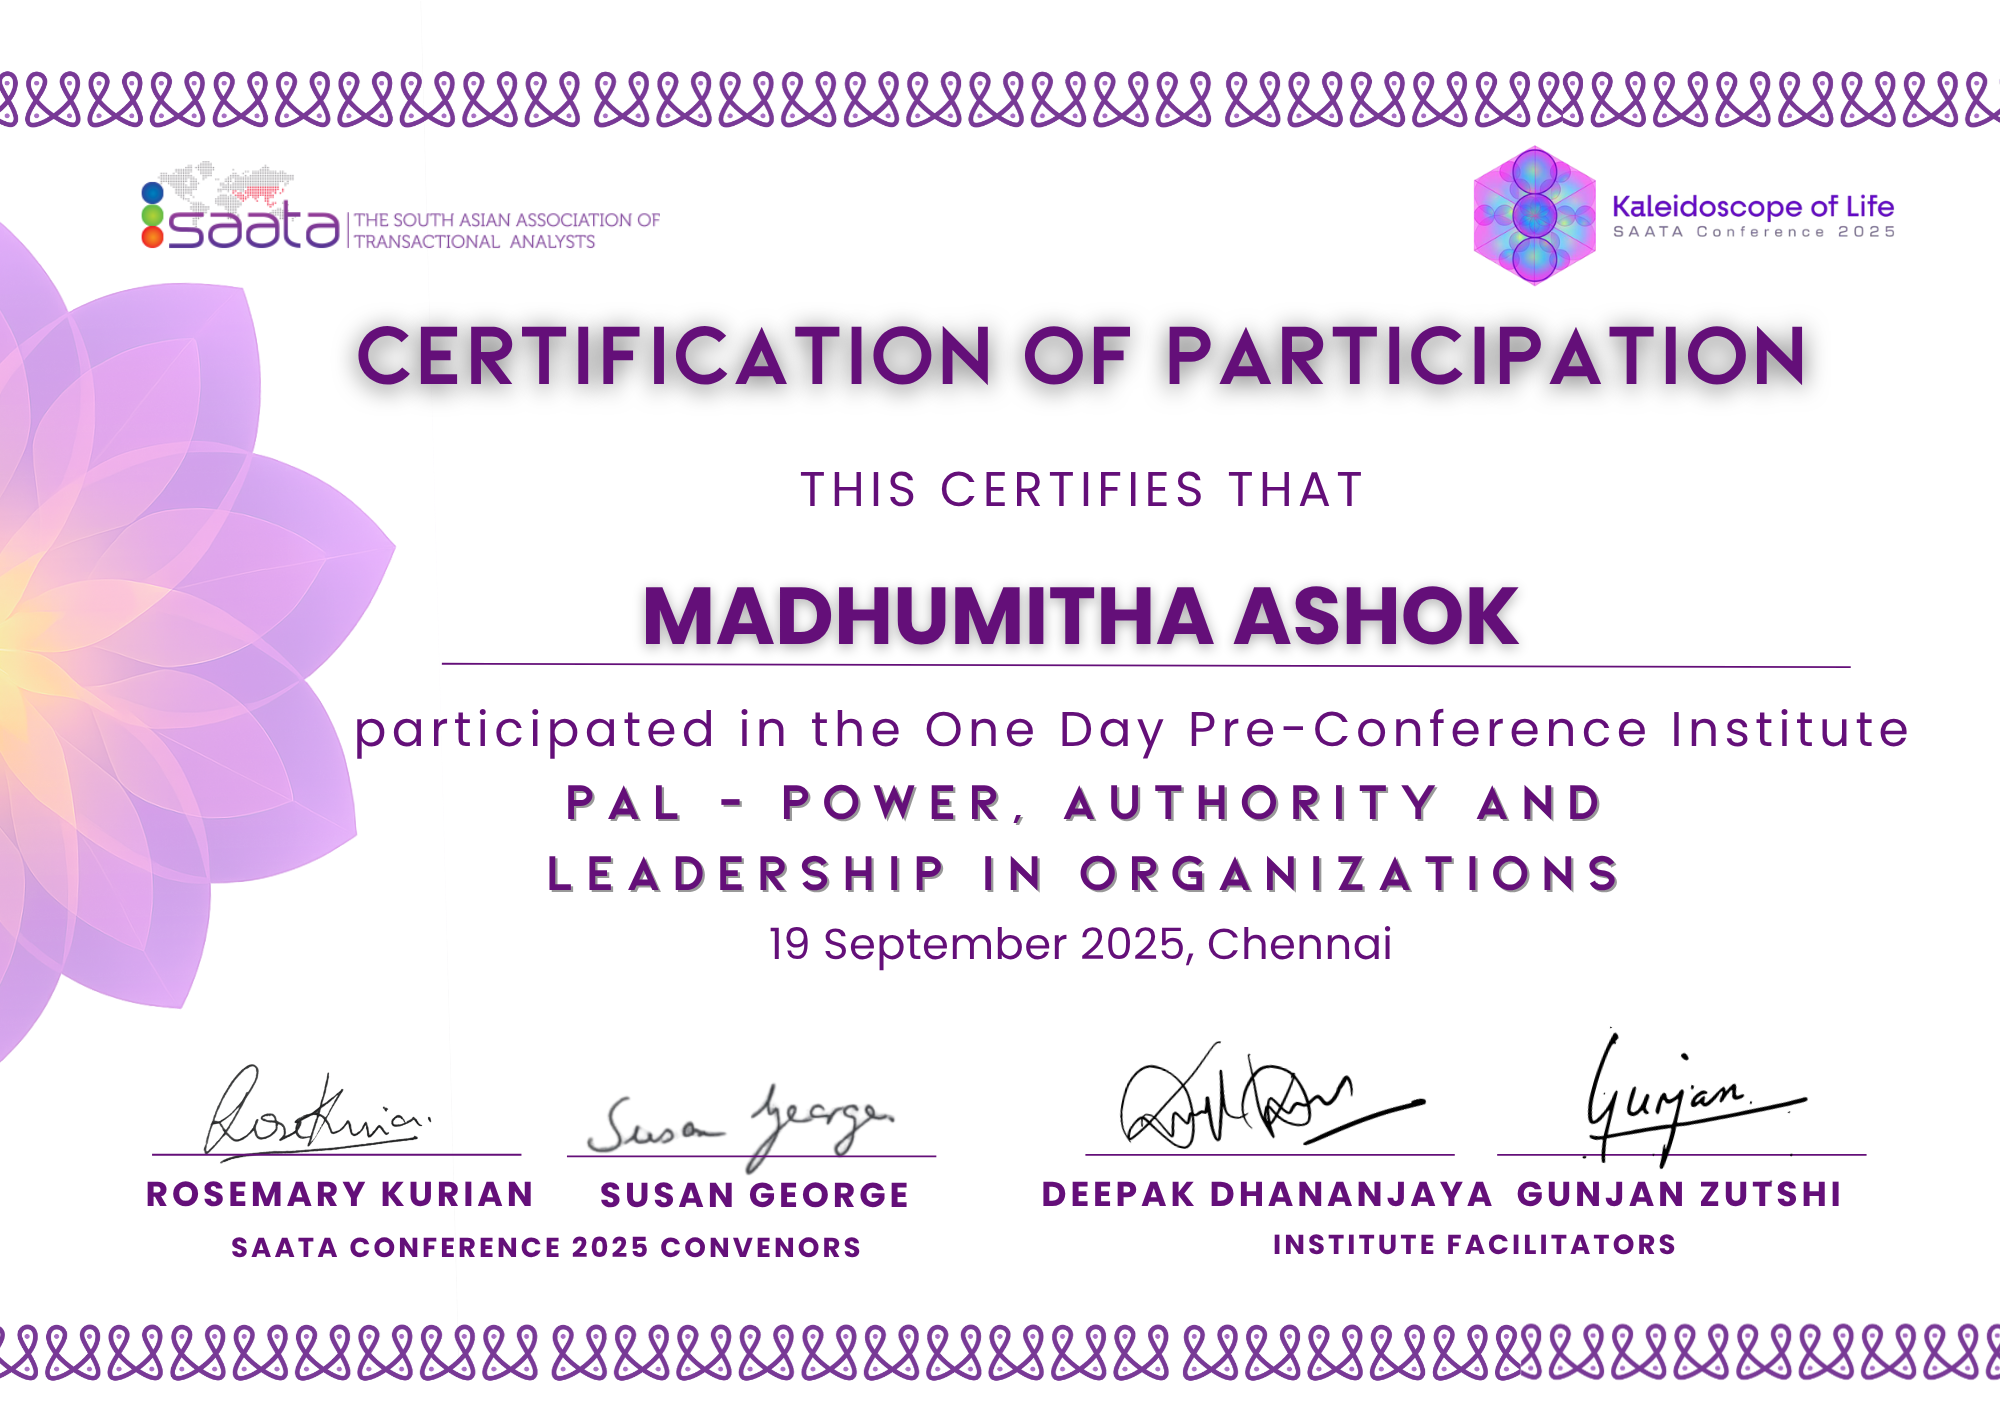 saata THE SOUTH ASIAN ASSOCIATION OF
TRANSACTIONAL ANALYSTS
Kaleidoscope of Life
SAATA Conference 2025
CERTIFICATION OF PARTICIPATION
THIS CERTIFIES THAT
MADHUMITHA ASHOK
participated in the One Day Pre-Conference Institute
PAL - POWER, AUTHORITY AND
LEADERSHIP IN ORGANIZATIONS
19 September 2025, Chennai
Susan George
Gunjan
ROSEMARY KURIAN SUSAN GEORGE DEEPAK DHANANJAYA GUNJAN ZUTSHI
SAATA CONFERENCE 2025 CONVENORS INSTITUTE FACILITATORS